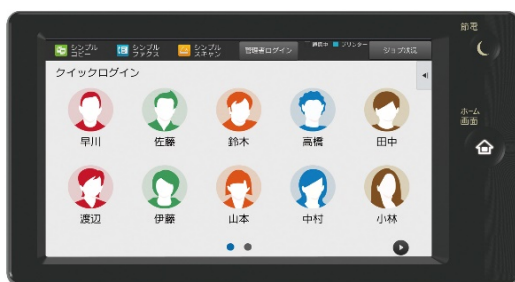 節電
シンプル
コピー
シンプル
ファクス
シンプル
スキャン
管理者ログイン
通信中
プリンター
ジョブ状況
クイックログイン
ホーム
画面
早川
佐藤
鈴木
高橋
田中
渡辺
伊藤
山本
中村
小林